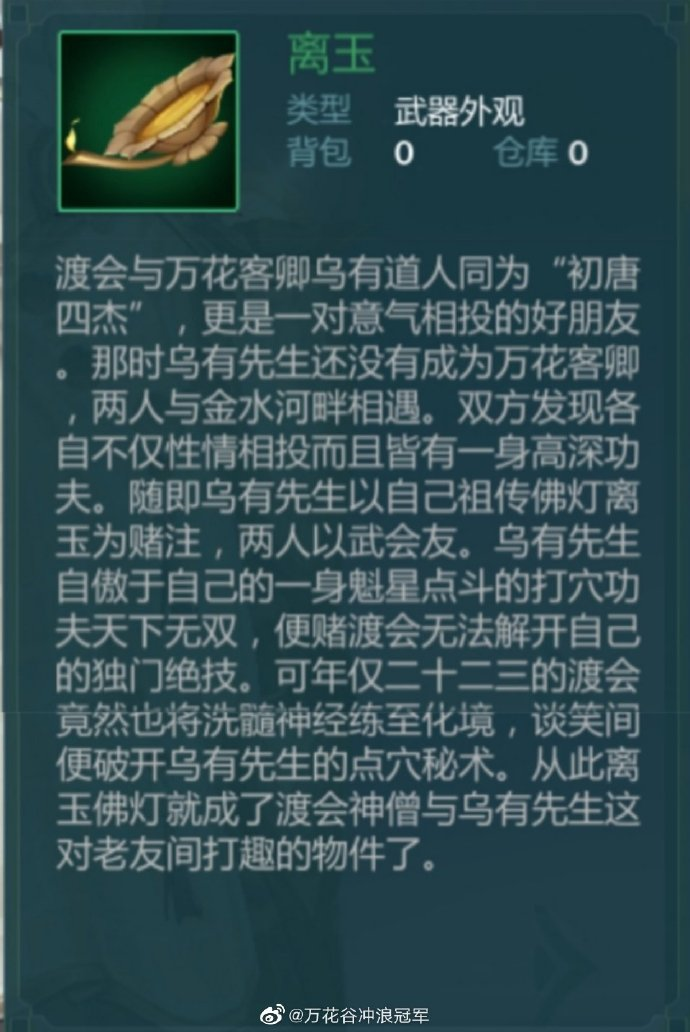 离玉
类型 武器外观
背包 0 仓库 0
渡会与万花客卿乌有道人同为“初唐
四杰”，更是一对意气相投的好朋友
。那时乌有先生还没有成为万花客卿
，两人与金水河畔相遇。双方发现各
自不仅性情相投而且皆有一身高深功
夫。随即乌有先生以自己祖传佛灯离
玉为赌注，两人以武会友。乌有先生
自傲于自己的一身魁星点斗的打穴功
夫天下无双，便赌渡会无法解开自己
的独门绝技。可年仅二十二三的渡会
竟然也将洗髓神经练至化境，谈笑间
便破开乌有先生的点穴秘术。从此离
玉佛灯就成了渡会神僧与乌有先生这
对老友间打趣的物件了。
@万花谷冲浪冠军